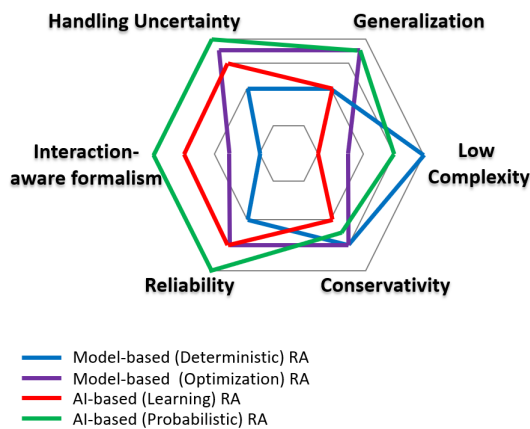 Handling Uncertainty
Generalization
Interaction-
aware formalism
Low
Complexity
Reliability
Conservativity
Model-based (Deterministic) RA
Model-based (Optimization) RA
AI-based (Learning) RA
AI-based (Probabilistic) RA